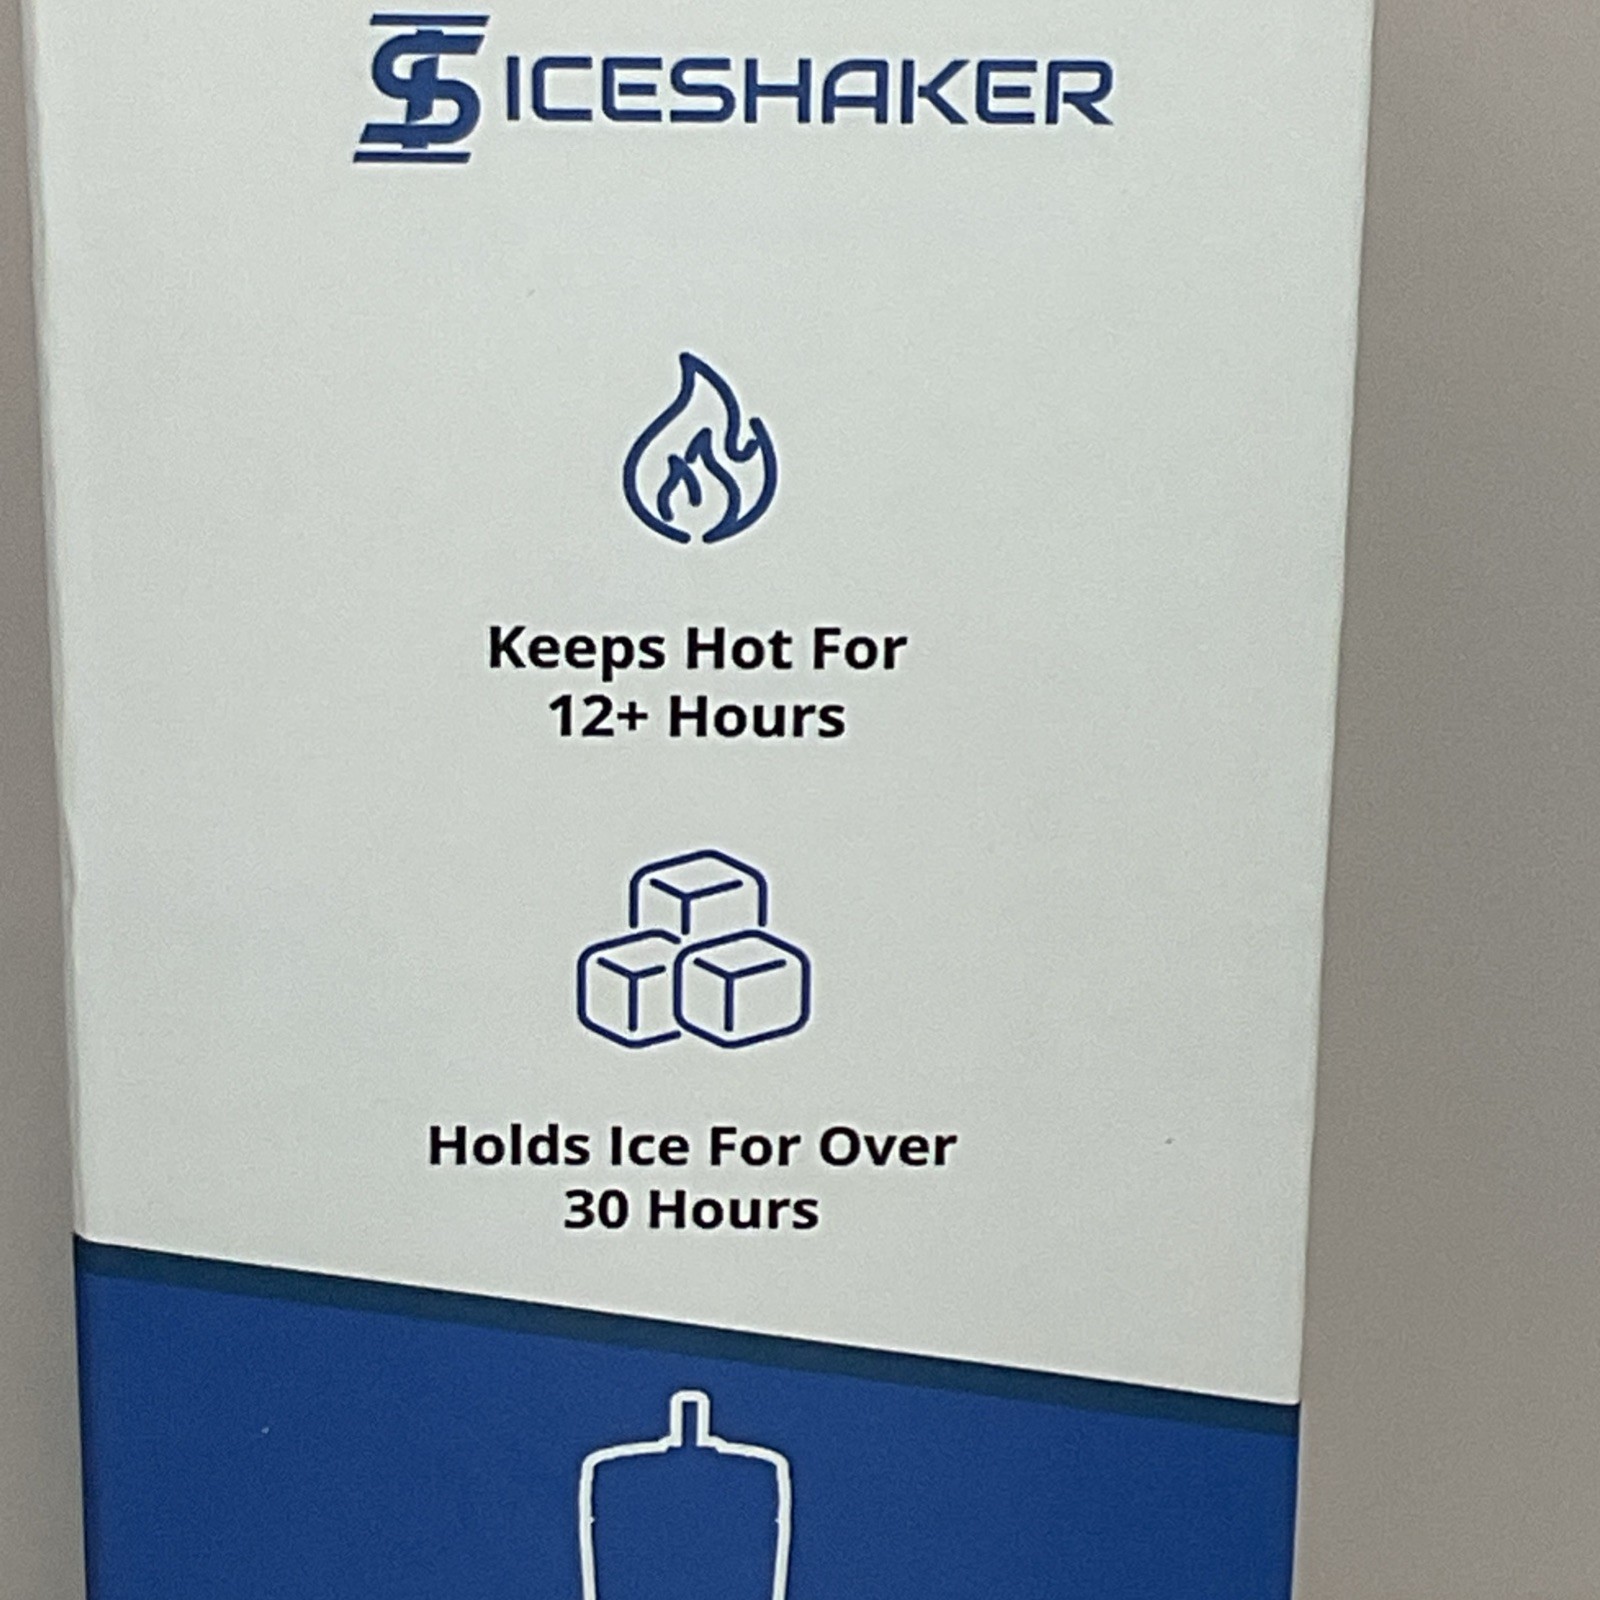 ICESHAKER
Keeps Hot For
12+ Hours
Holds Ice For Over
30 Hours